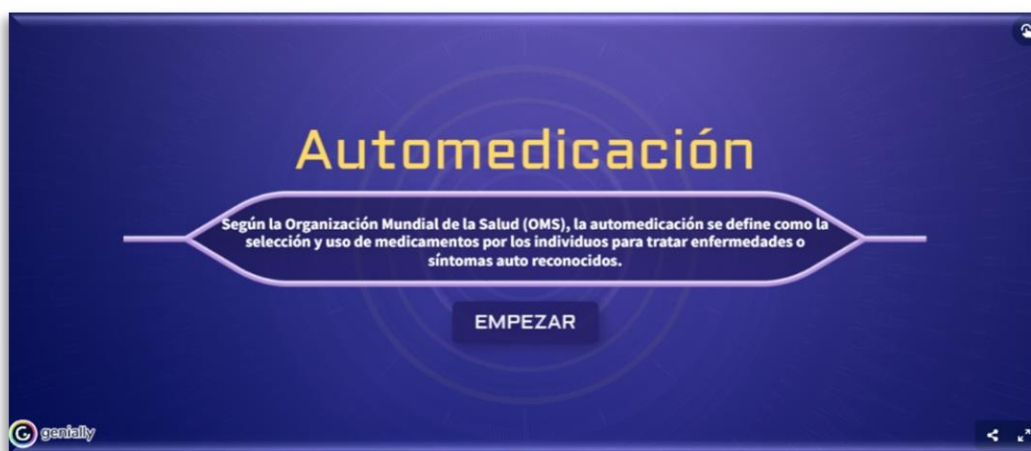 Automedicación
Según la Organización Mundial de la Salud (OMS), la automedicación se define como la
selección y uso de medicamentos por los individuos para tratar enfermedades o
síntomas auto reconocidos.
EMPEZAR
genially